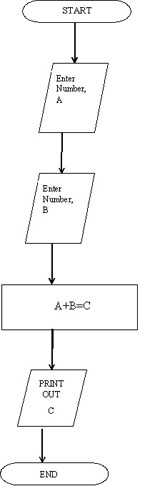 START
Enter
Number,
A
Enter
Number,
B
A+B=C
PRINT
OUT
C
END